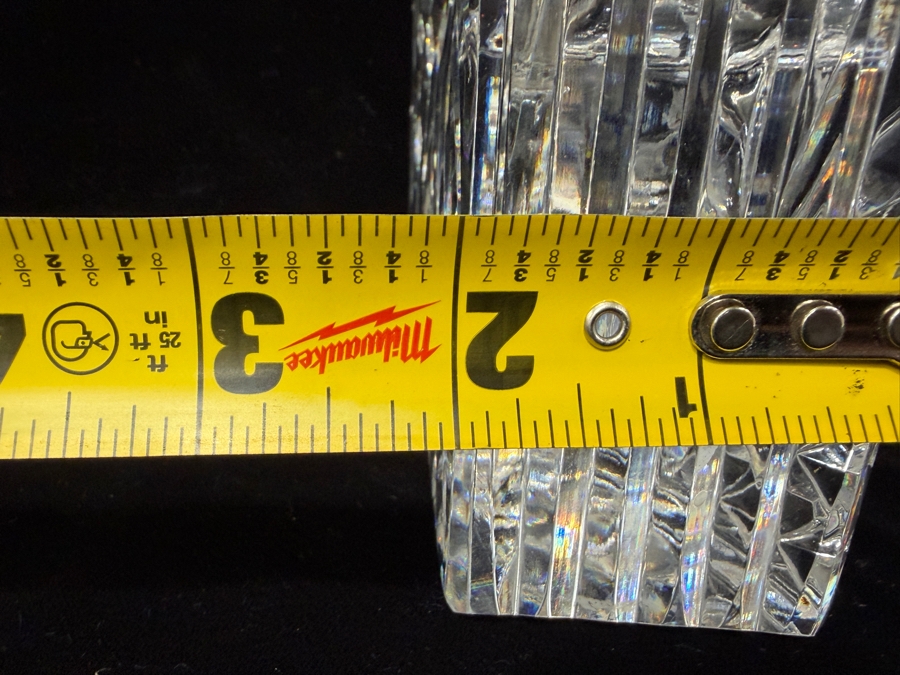 1 2 Milwaukee 3 4
ft
25 ft
in
3/8 1/2 5/8 3/4 7/8 1/8 1/4 3/8 1/2 5/8 3/4 7/8 1/8 1/4 3/8 1/2 5/8 3/4 7/8 1/8 1/4 3/8 1/2 5/8